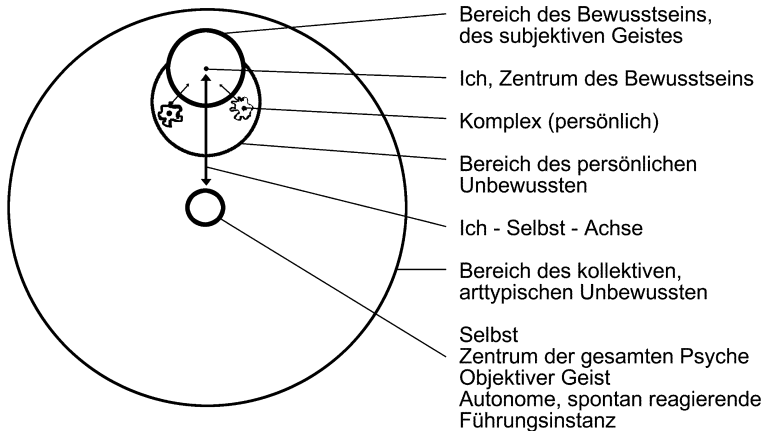 Bereich des Bewusstseins,
des subjektiven Geistes
Ich, Zentrum des Bewusstseins
Komplex (persönlich)
Bereich des persönlichen
Unbewussten
Ich - Selbst - Achse
Bereich des kollektiven,
arttypischen Unbewussten
Selbst
Zentrum der gesamten Psyche
Objektiver Geist
Autonome, spontan reagierende
Führungsinstanz